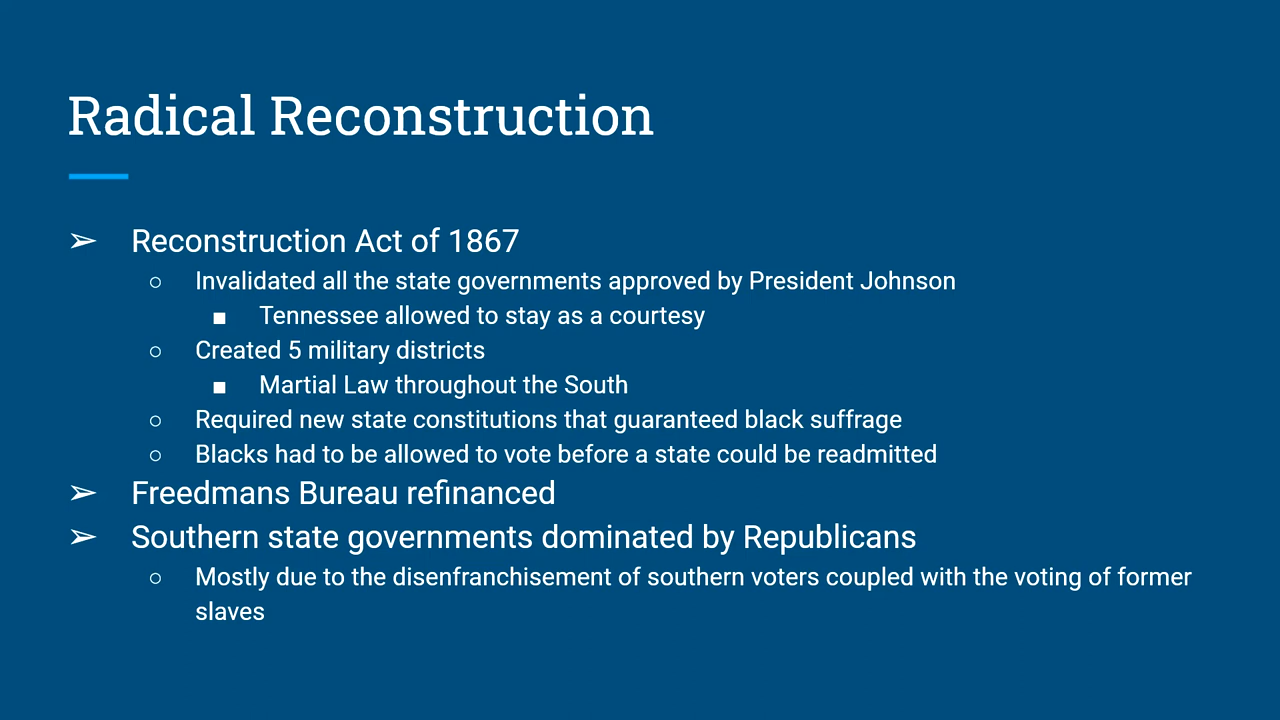 Radical Reconstruction
➢ Reconstruction Act of 1867
○ Invalidated all the state governments approved by President Johnson
■ Tennessee allowed to stay as a courtesy
○ Created 5 military districts
■ Martial Law throughout the South
○ Required new state constitutions that guaranteed black suffrage
○ Blacks had to be allowed to vote before a state could be readmitted
➢ Freedmans Bureau refinanced
➢ Southern state governments dominated by Republicans
○ Mostly due to the disenfranchisement of southern voters coupled with the voting of former
slaves